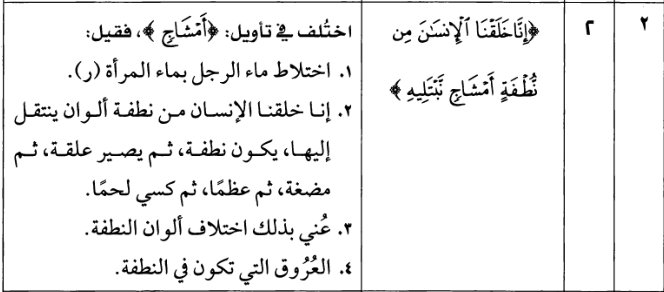 ٢
٢
﴿إِنَّا خَلَقْنَا ٱلْإِنسَٰنَ مِن
نُّطْفَةٍ أَمْشَاجٍ نَّبْتَلِيهِ﴾
اختُلف في تأويل: ﴿أَمْشَاجٍ﴾، فقيل:
١. اختلاط ماء الرجل بماء المرأة (ر).
٢. إنا خلقنا الإنسان من نطفة ألوان ينتقل
إليها، يكون نطفة، ثم يصير علقة، ثم
مضغة، ثم عظمًا، ثم كسي لحمًا.
٣. عُني بذلك اختلاف ألوان النطفة.
٤. العُرُوق التي تكون في النطفة.